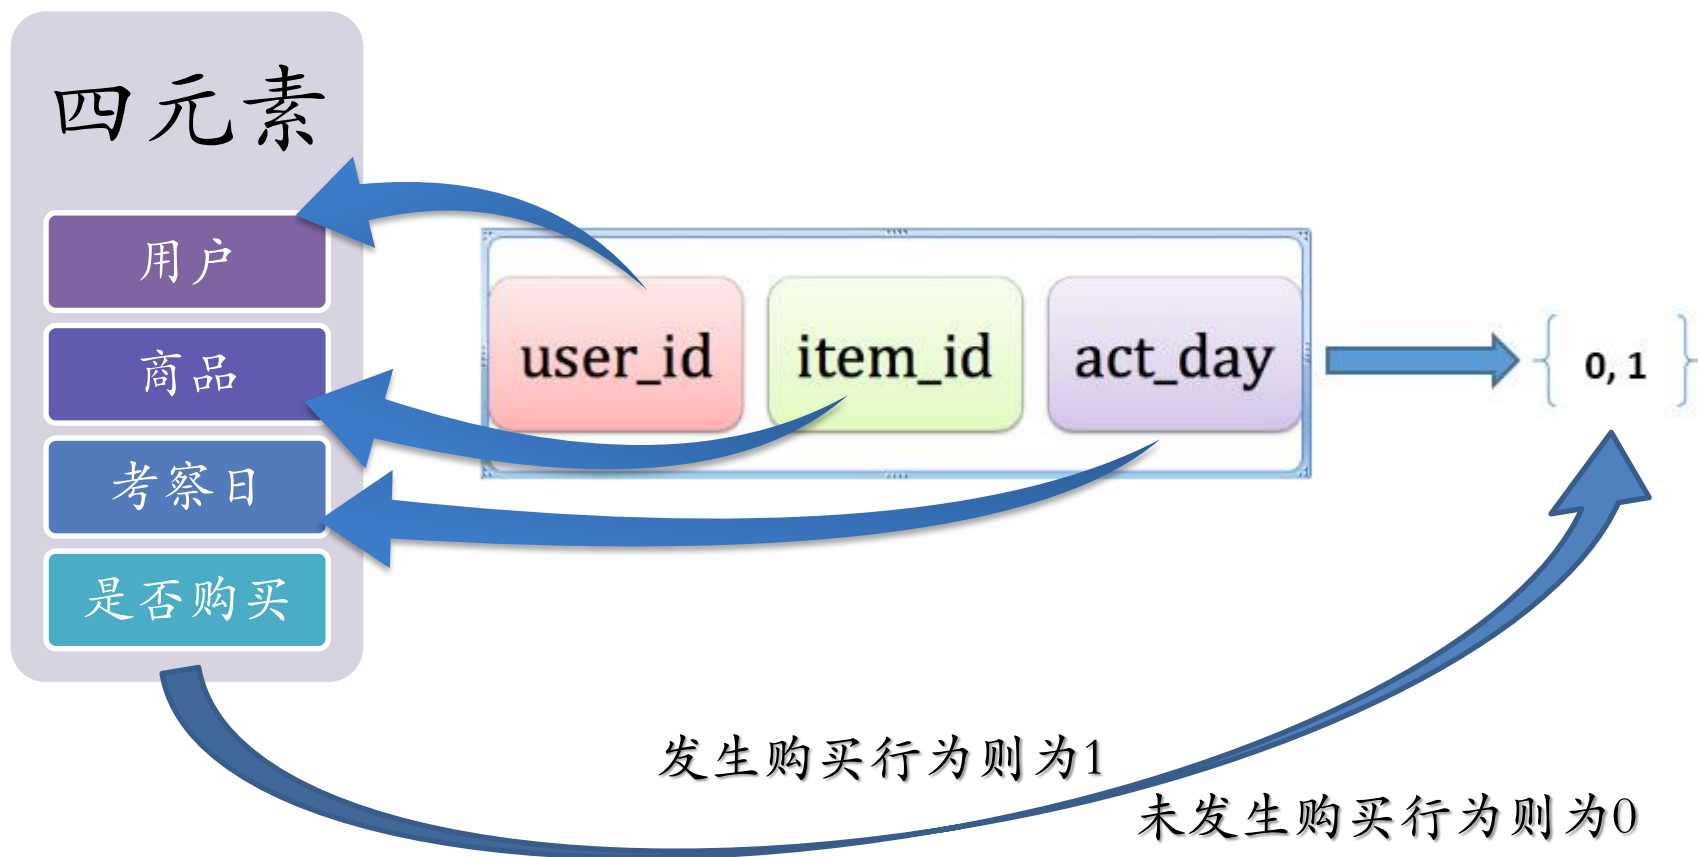 四元素
用户
商品
考察日
是否购买
user_id
item_id
act_day
{ 0, 1 }
发生购买行为则为1
未发生购买行为则为0